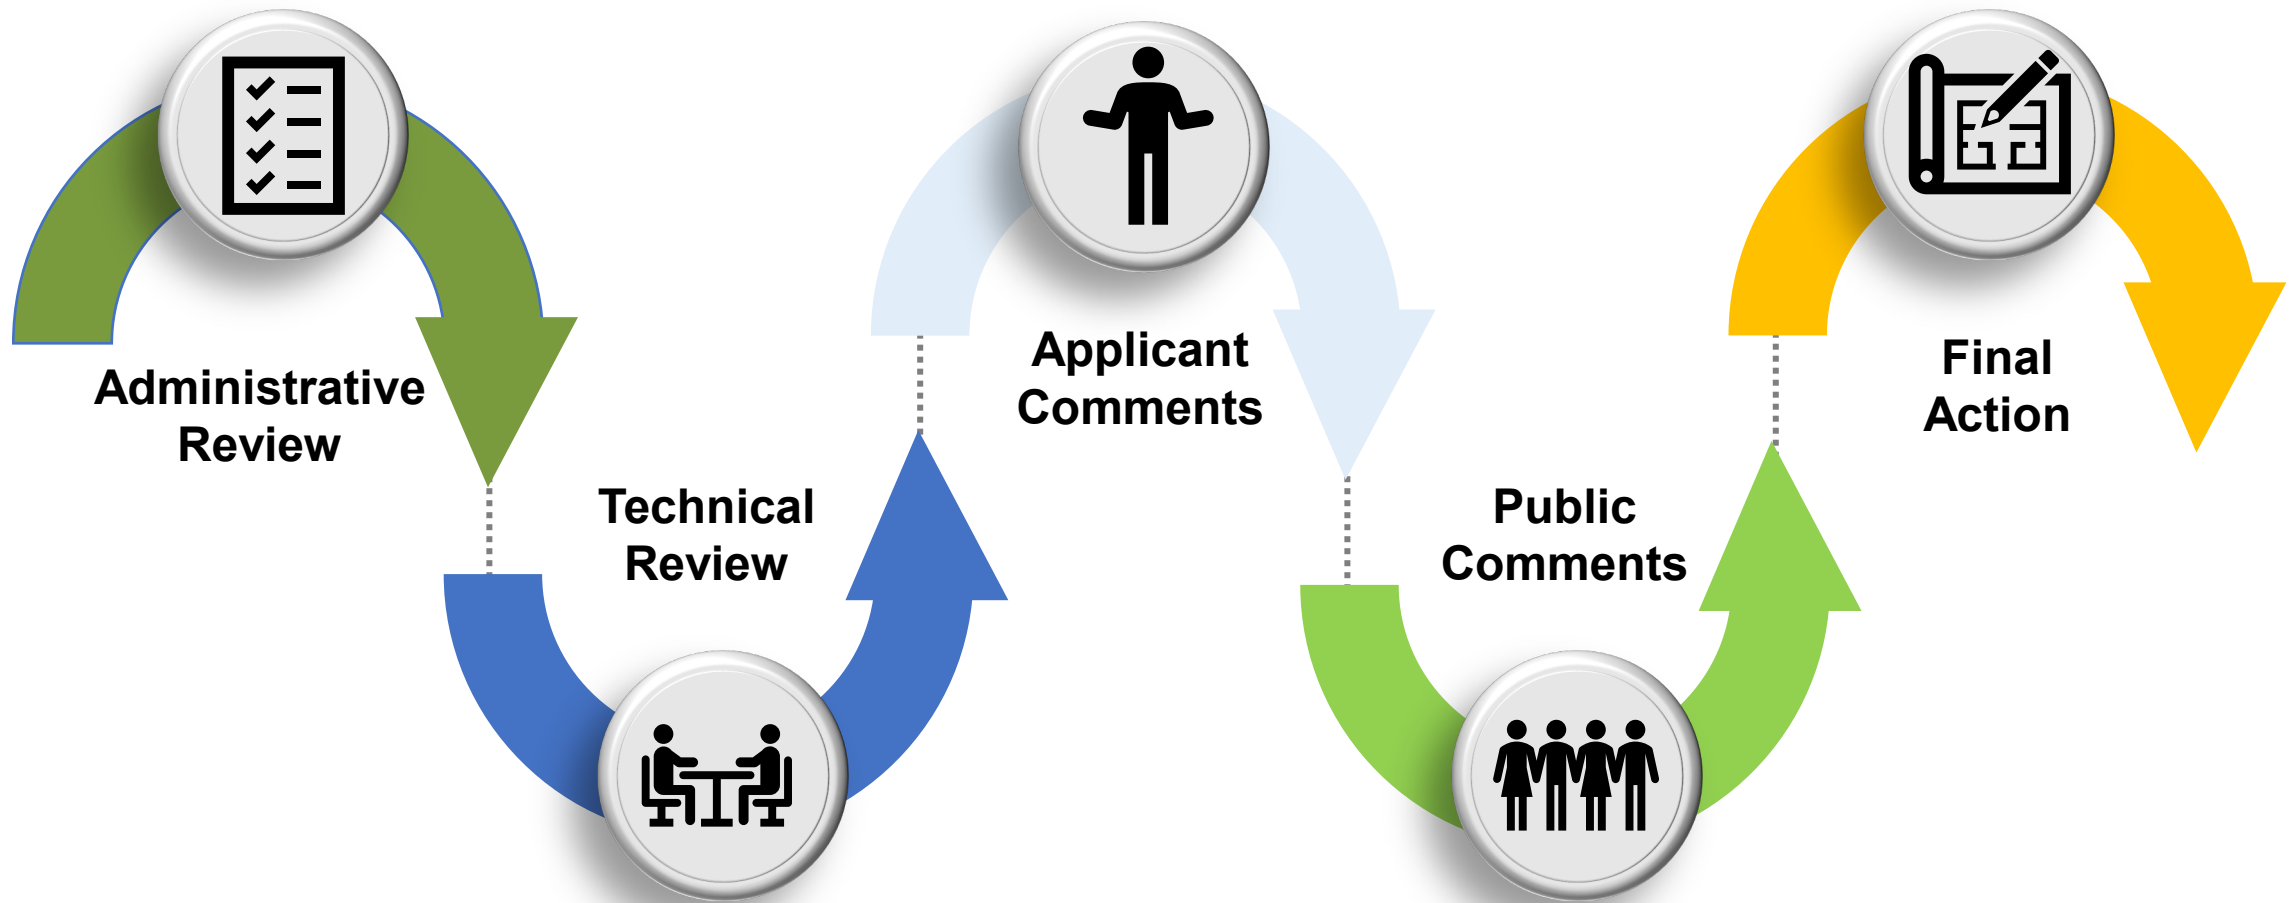 Administrative
Review
Technical
Review
Applicant
Comments
Public
Comments
Final
Action